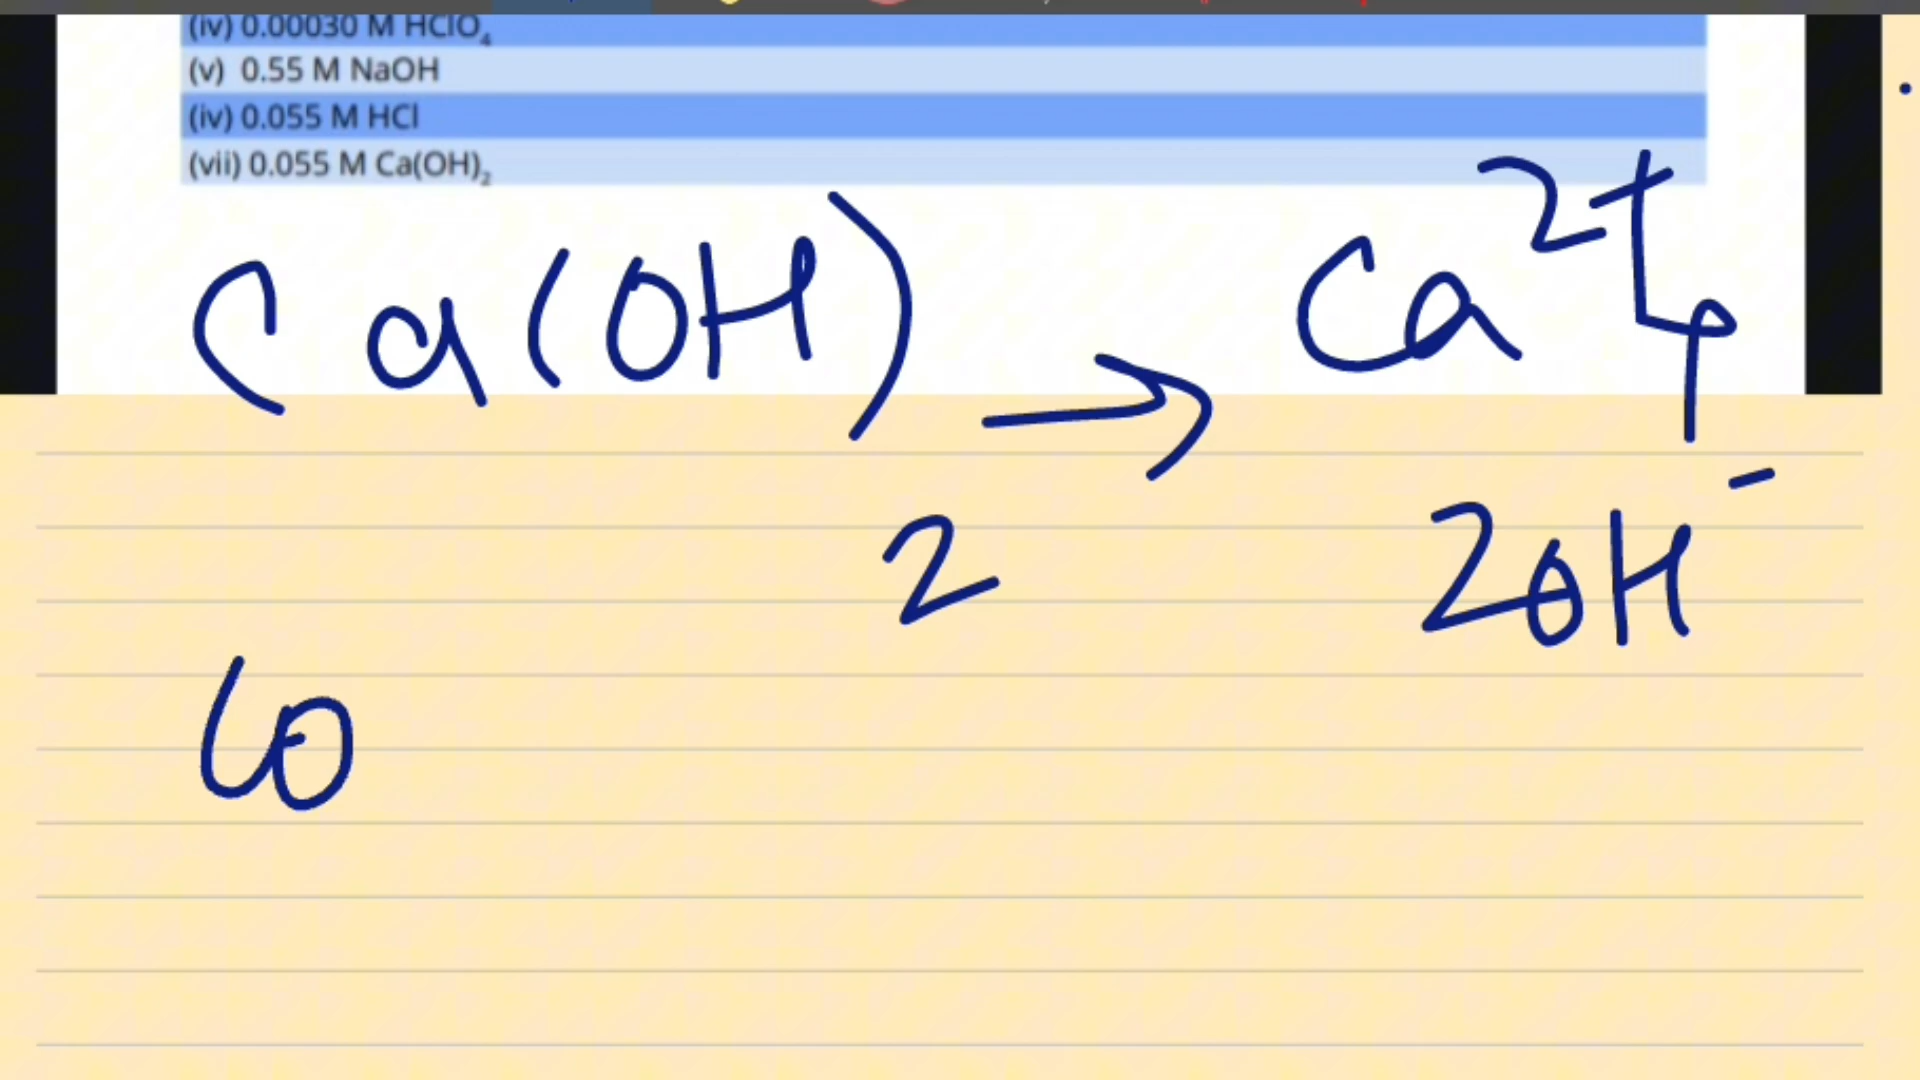 (iv) 0.00030 M HClO₄
(v) 0.55 M NaOH
(iv) 0.055 M HCl
(vii) 0.055 M Ca(OH)₂
Ca(OH)₂ → Ca²⁺ +
2OH⁻